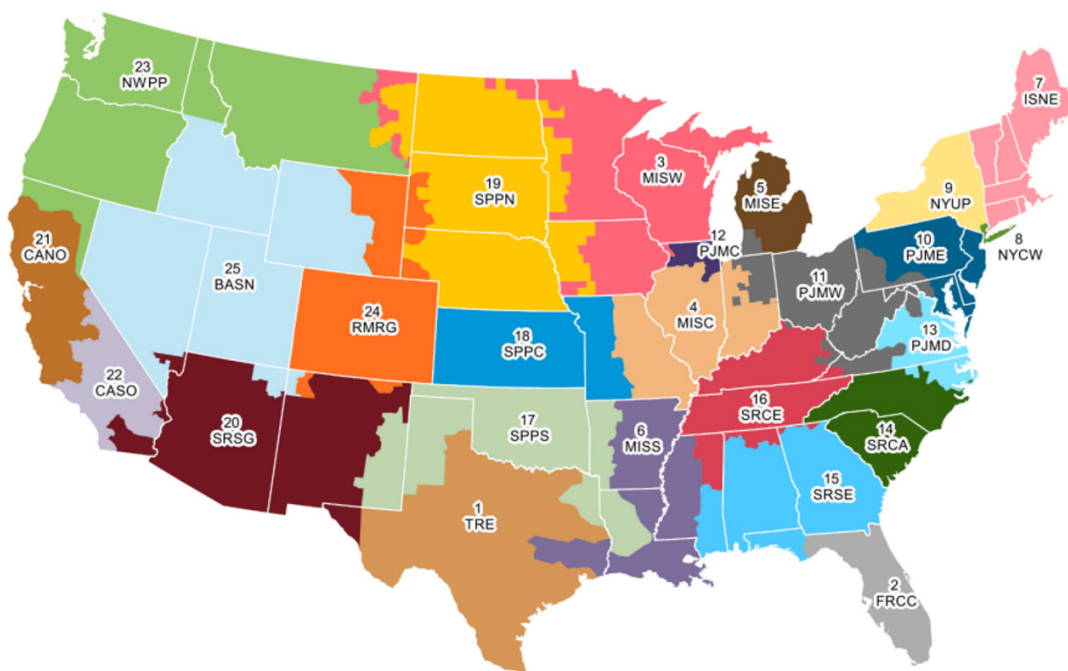 7
ISNE
23
NWPP
3
MISW
5
MISE
9
NYUP
19
SPPN
8
NYCW
12
PJMC
10
PJME
21
CANO
25
BASN
11
PJMW
4
MISC
24
RMRG
13
PJMD
18
SPPC
22
CASO
16
SRCE
17
SPPS
20
SRSG
6
MISS
14
SRCA
15
SRSE
1
TRE
2
FRCC